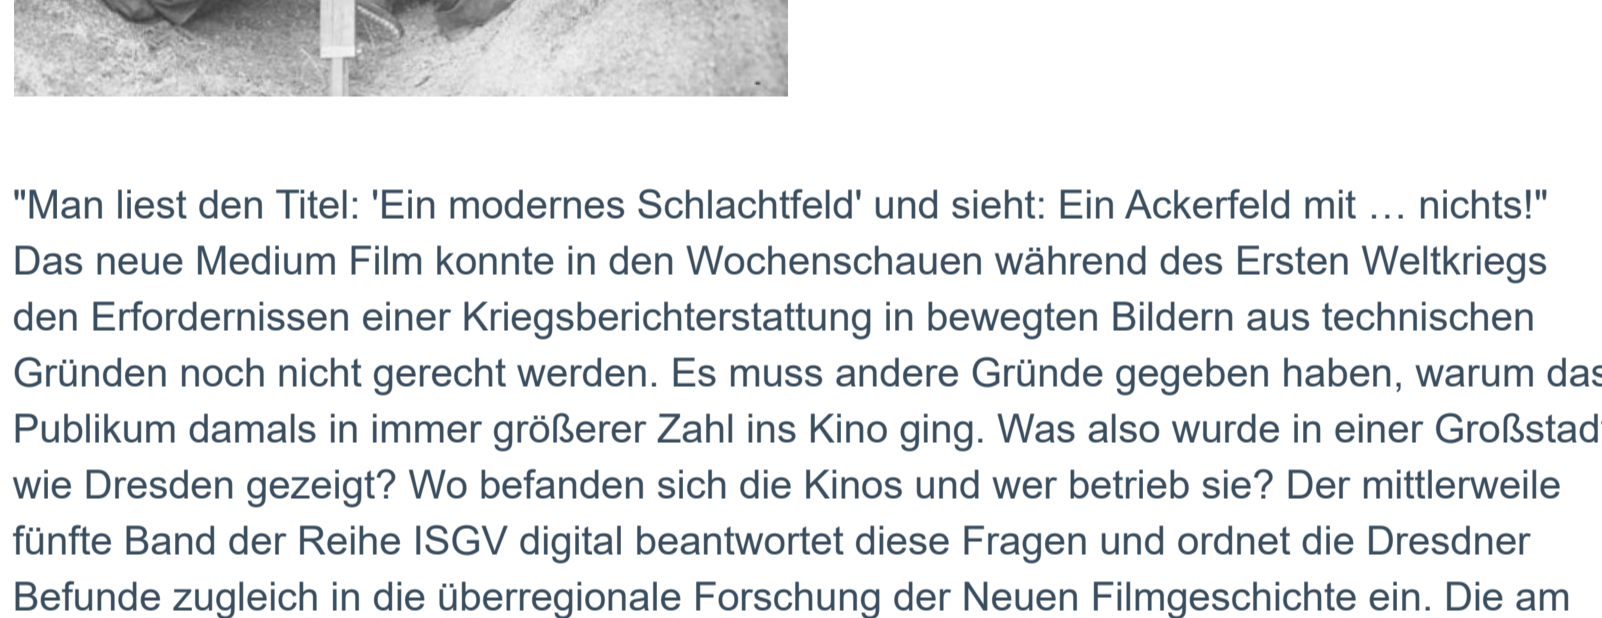 "Man liest den Titel: 'Ein modernes Schlachtfeld' und sieht: Ein Ackerfeld mit … nichts!"
Das neue Medium Film konnte in den Wochenschauen während des Ersten Weltkriegs
den Erfordernissen einer Kriegsberichterstattung in bewegten Bildern aus technischen
Gründen noch nicht gerecht werden. Es muss andere Gründe gegeben haben, warum das
Publikum damals in immer größerer Zahl ins Kino ging. Was also wurde in einer Großstadt
wie Dresden gezeigt? Wo befanden sich die Kinos und wer betrieb sie? Der mittlerweile
fünfte Band der Reihe ISGV digital beantwortet diese Fragen und ordnet die Dresdner
Befunde zugleich in die überregionale Forschung der Neuen Filmgeschichte ein. Die am